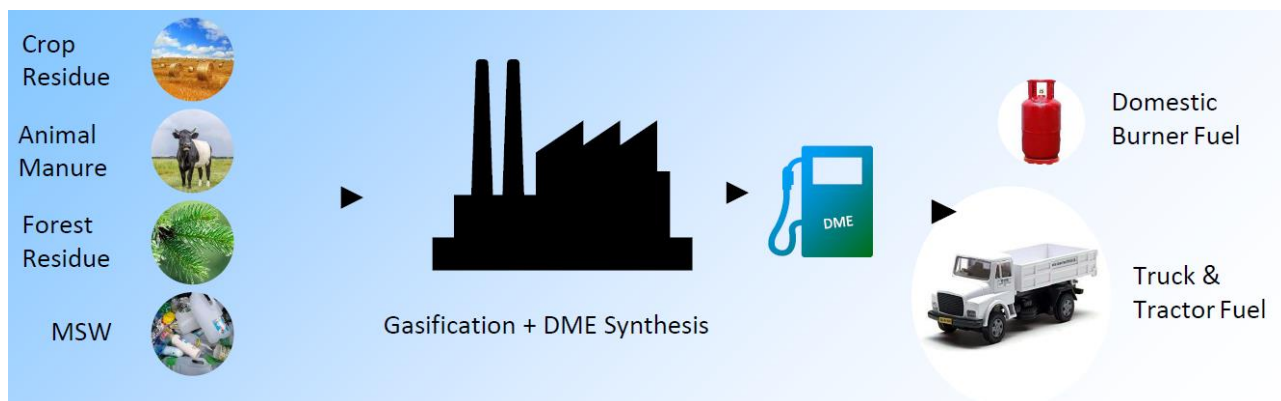 Crop
Residue
Animal
Manure
Forest
Residue
MSW
Gasification + DME Synthesis
DME
Domestic
Burner Fuel
Truck &
Tractor Fuel